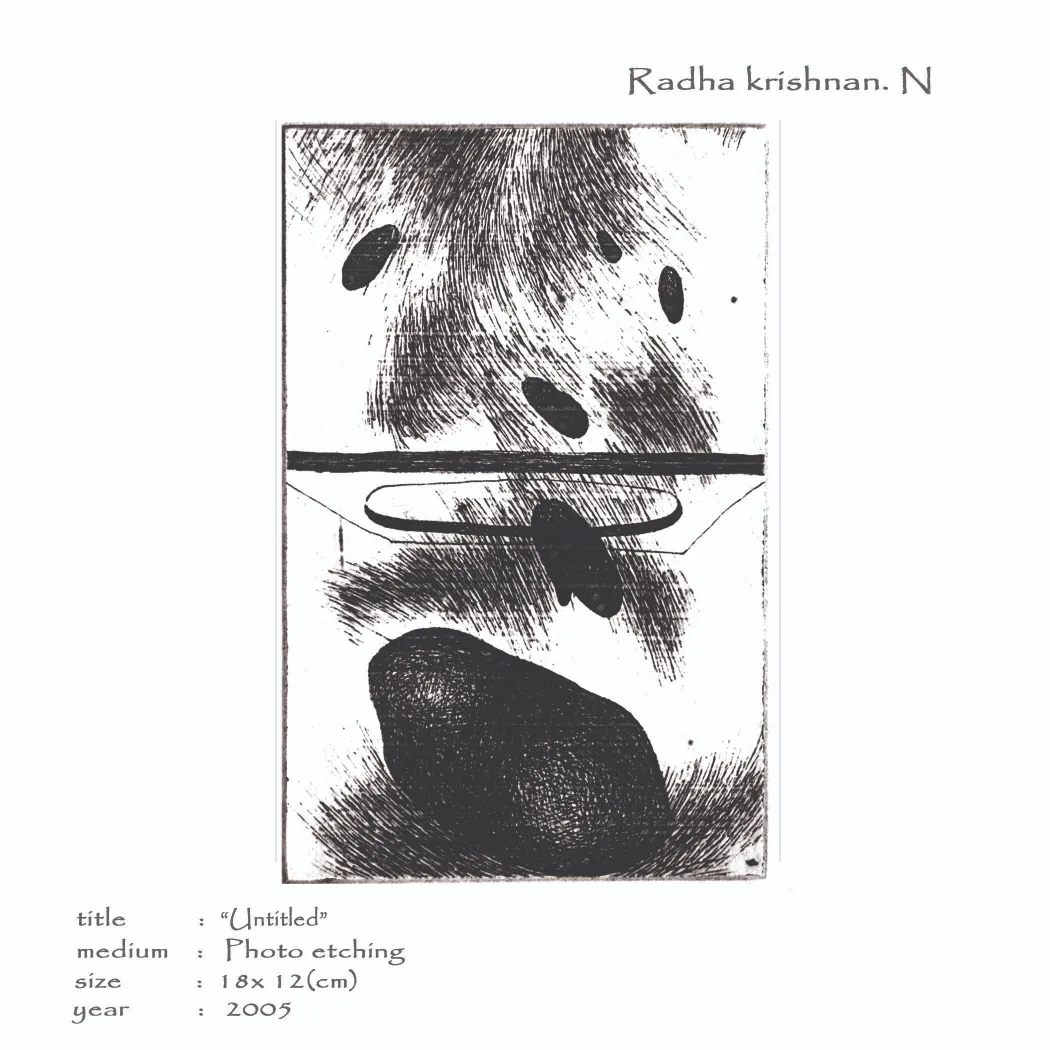 Radha krishnan. N
title : “Untitled”
medium : Photo etching
size : 18x 12(cm)
year : 2005